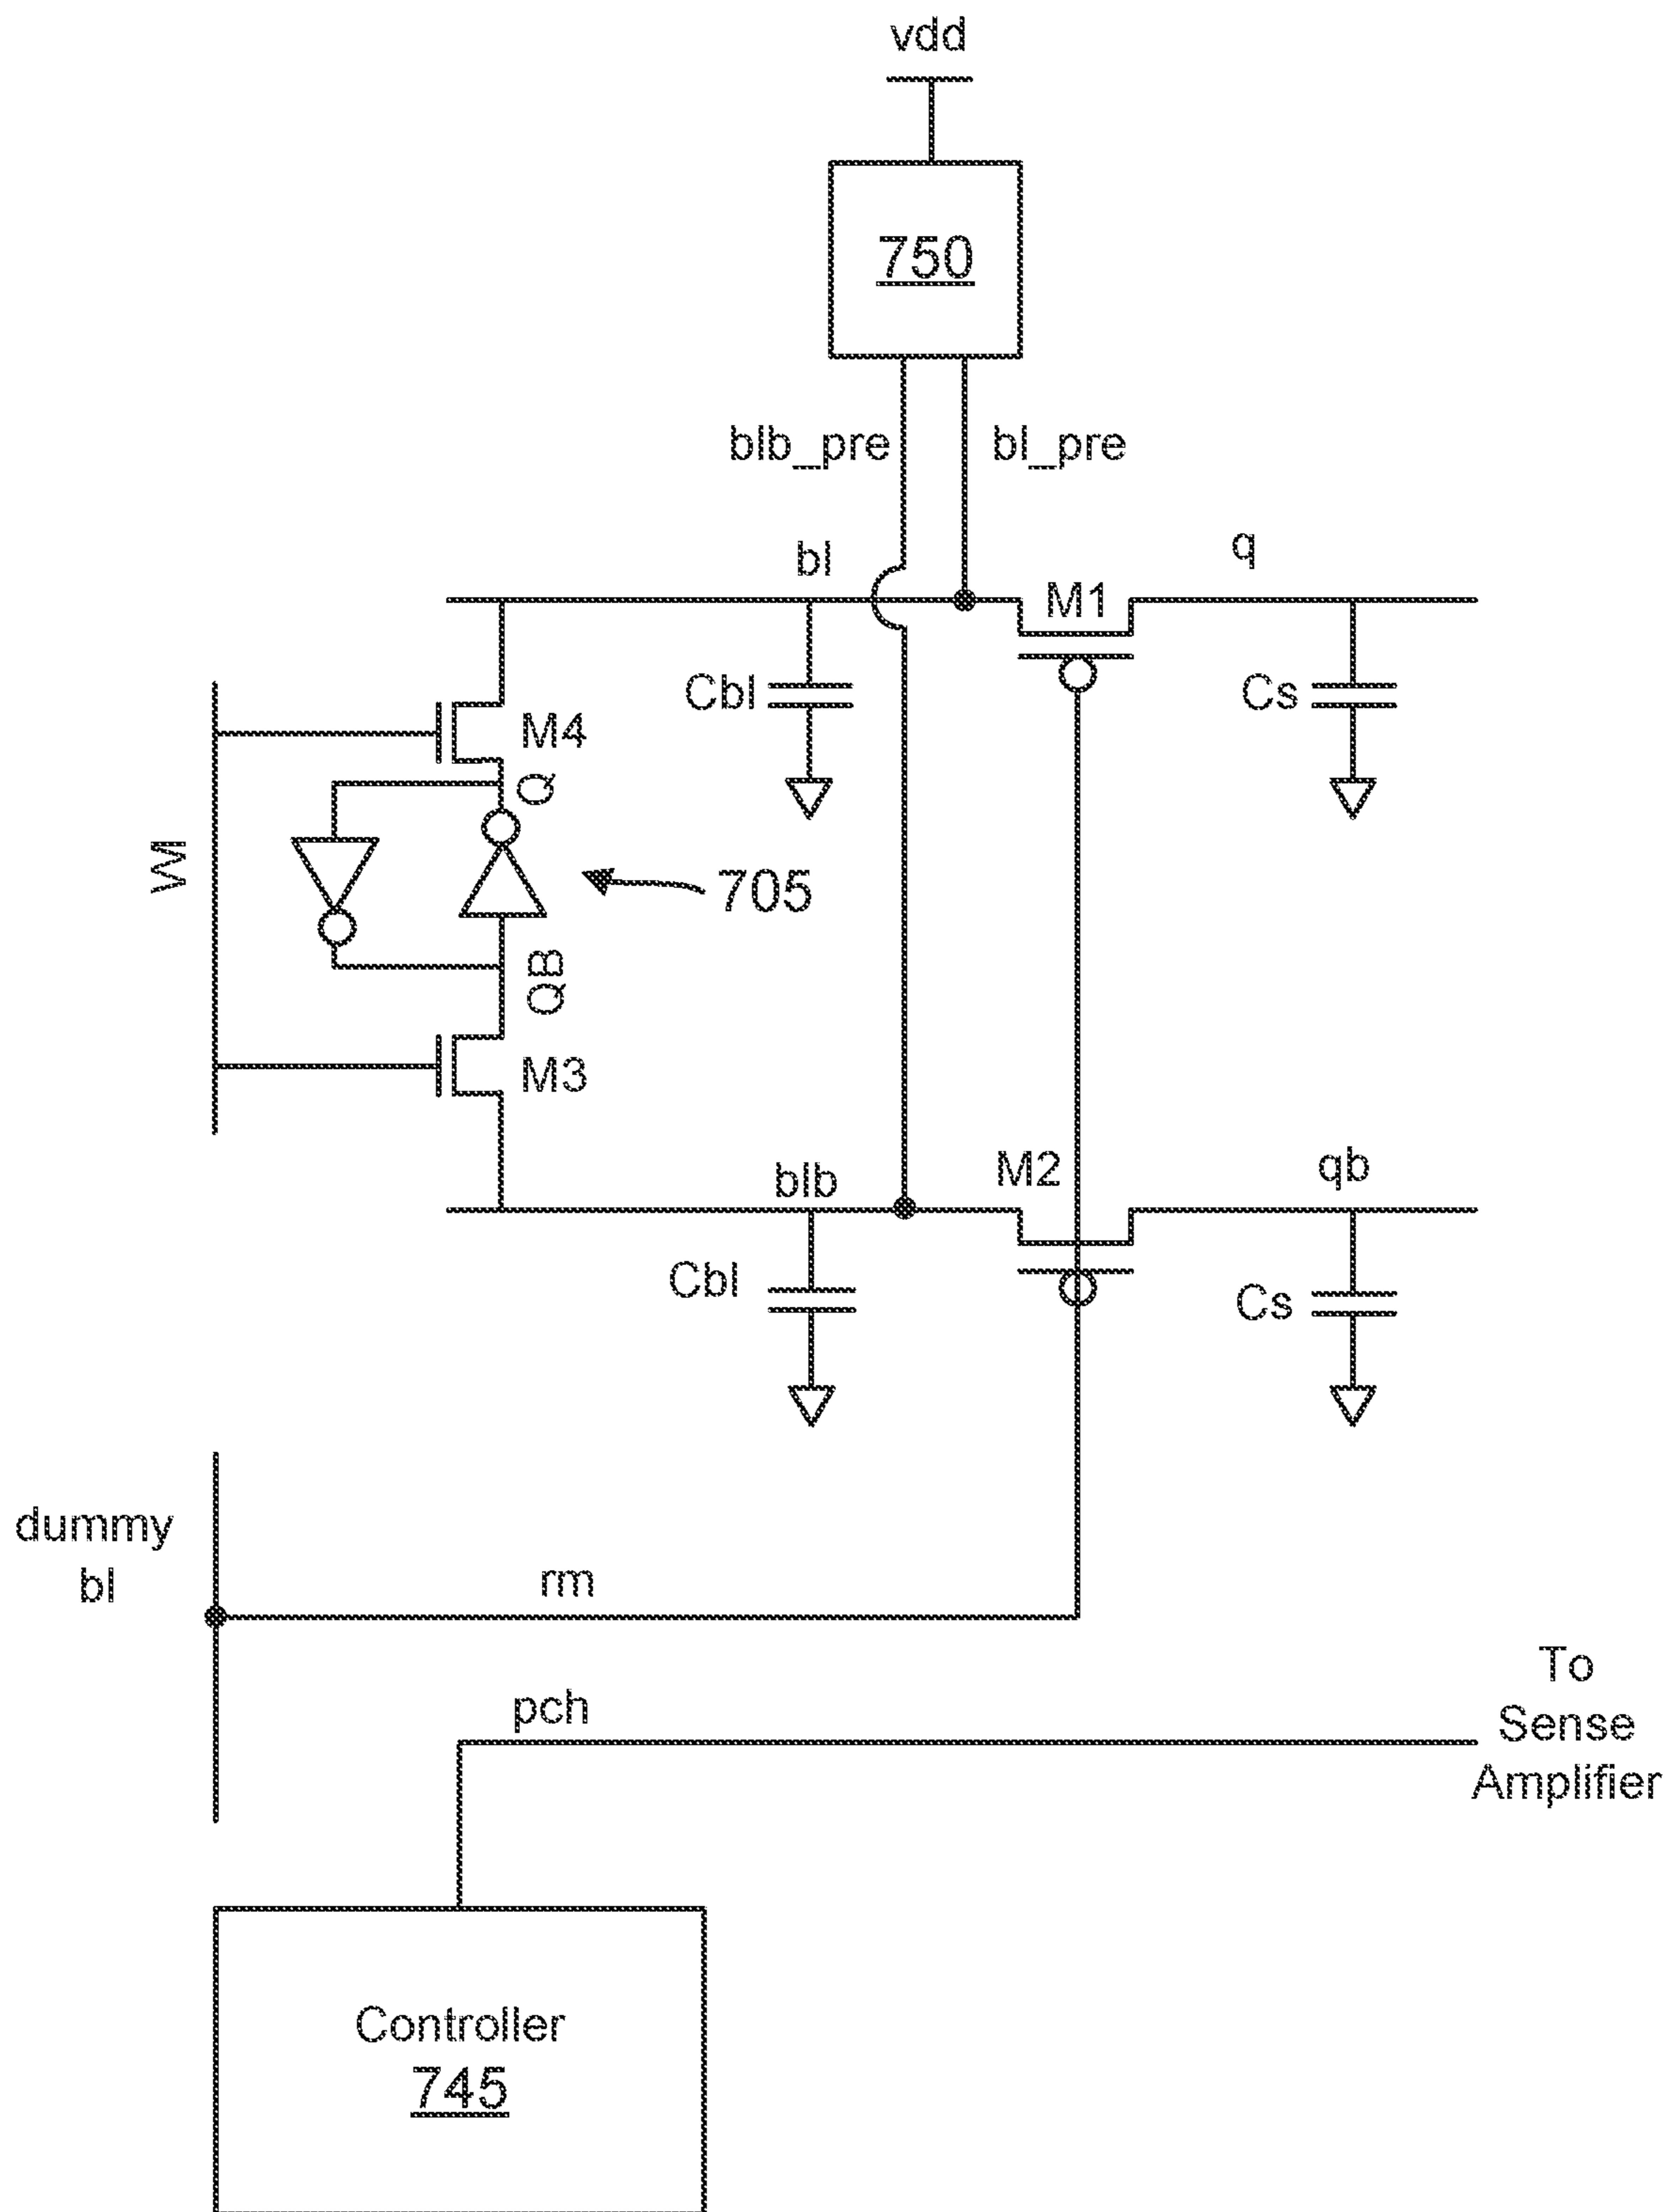 vdd
750
blb_pre
bl_pre
bl
M1
q
Cbl
Cs
M4
Q
Wl
705
QB
M3
blb
M2
qb
Cbl
Cs
dummy
bl
rm
pch
To
Sense
Amplifier
Controller
745